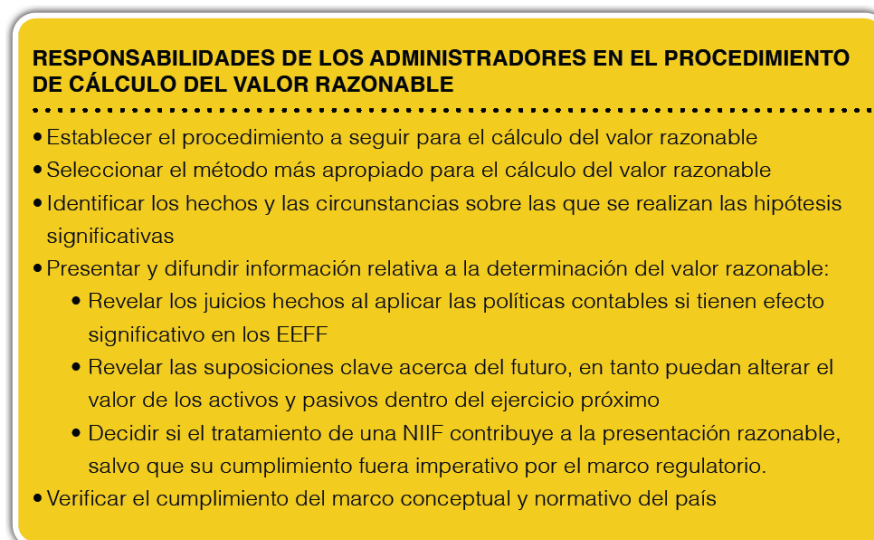 RESPONSABILIDADES DE LOS ADMINISTRADORES EN EL PROCEDIMIENTO
DE CÁLCULO DEL VALOR RAZONABLE
• Establecer el procedimiento a seguir para el cálculo del valor razonable
• Seleccionar el método más apropiado para el cálculo del valor razonable
• Identificar los hechos y las circunstancias sobre las que se realizan las hipótesis
significativas
• Presentar y difundir información relativa a la determinación del valor razonable:
• Revelar los juicios hechos al aplicar las políticas contables si tienen efecto
significativo en los EEFF
• Revelar las suposiciones clave acerca del futuro, en tanto puedan alterar el
valor de los activos y pasivos dentro del ejercicio próximo
• Decidir si el tratamiento de una NIIF contribuye a la presentación razonable,
salvo que su cumplimiento fuera imperativo por el marco regulatorio.
• Verificar el cumplimiento del marco conceptual y normativo del país